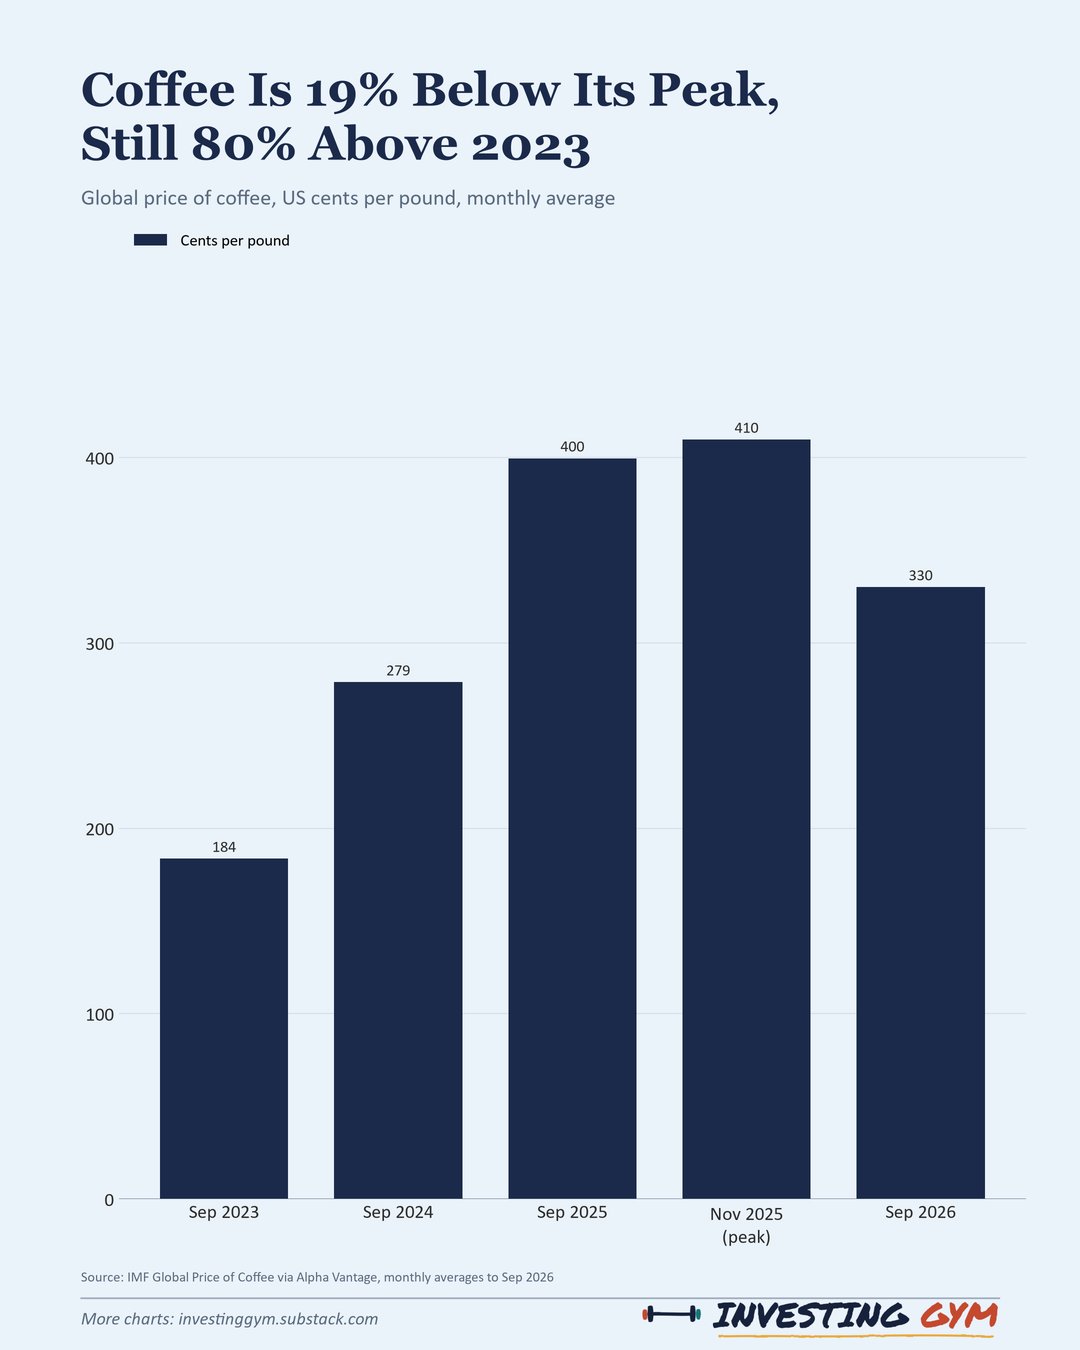 Coffee Is 19% Below Its Peak,
Still 80% Above 2023
Global price of coffee, US cents per pound, monthly average
Cents per pound
400
300
200
100
0
184
279
400
410
330
Sep 2023
Sep 2024
Sep 2025
Nov 2025
(peak)
Sep 2026
Source: IMF Global Price of Coffee via Alpha Vantage, monthly averages to Sep 2026
More charts: investinggym.substack.com
INVESTING GYM